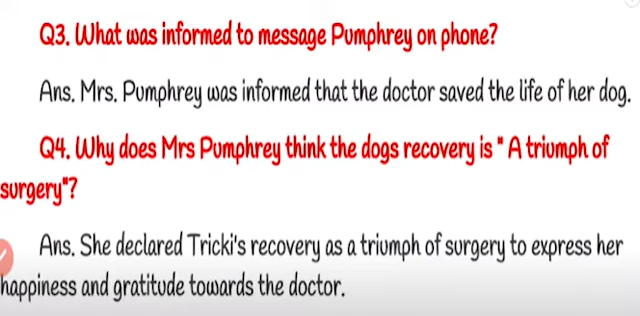 Q3. What was informed to message Pumphrey on phone?
Ans. Mrs. Pumphrey was informed that the doctor saved the life of her dog.
Q4. Why does Mrs Pumphrey think the dogs recovery is " A triumph of
surgery"?
Ans. She declared Tricki's recovery as a triumph of surgery to express her
happiness and gratitude towards the doctor.